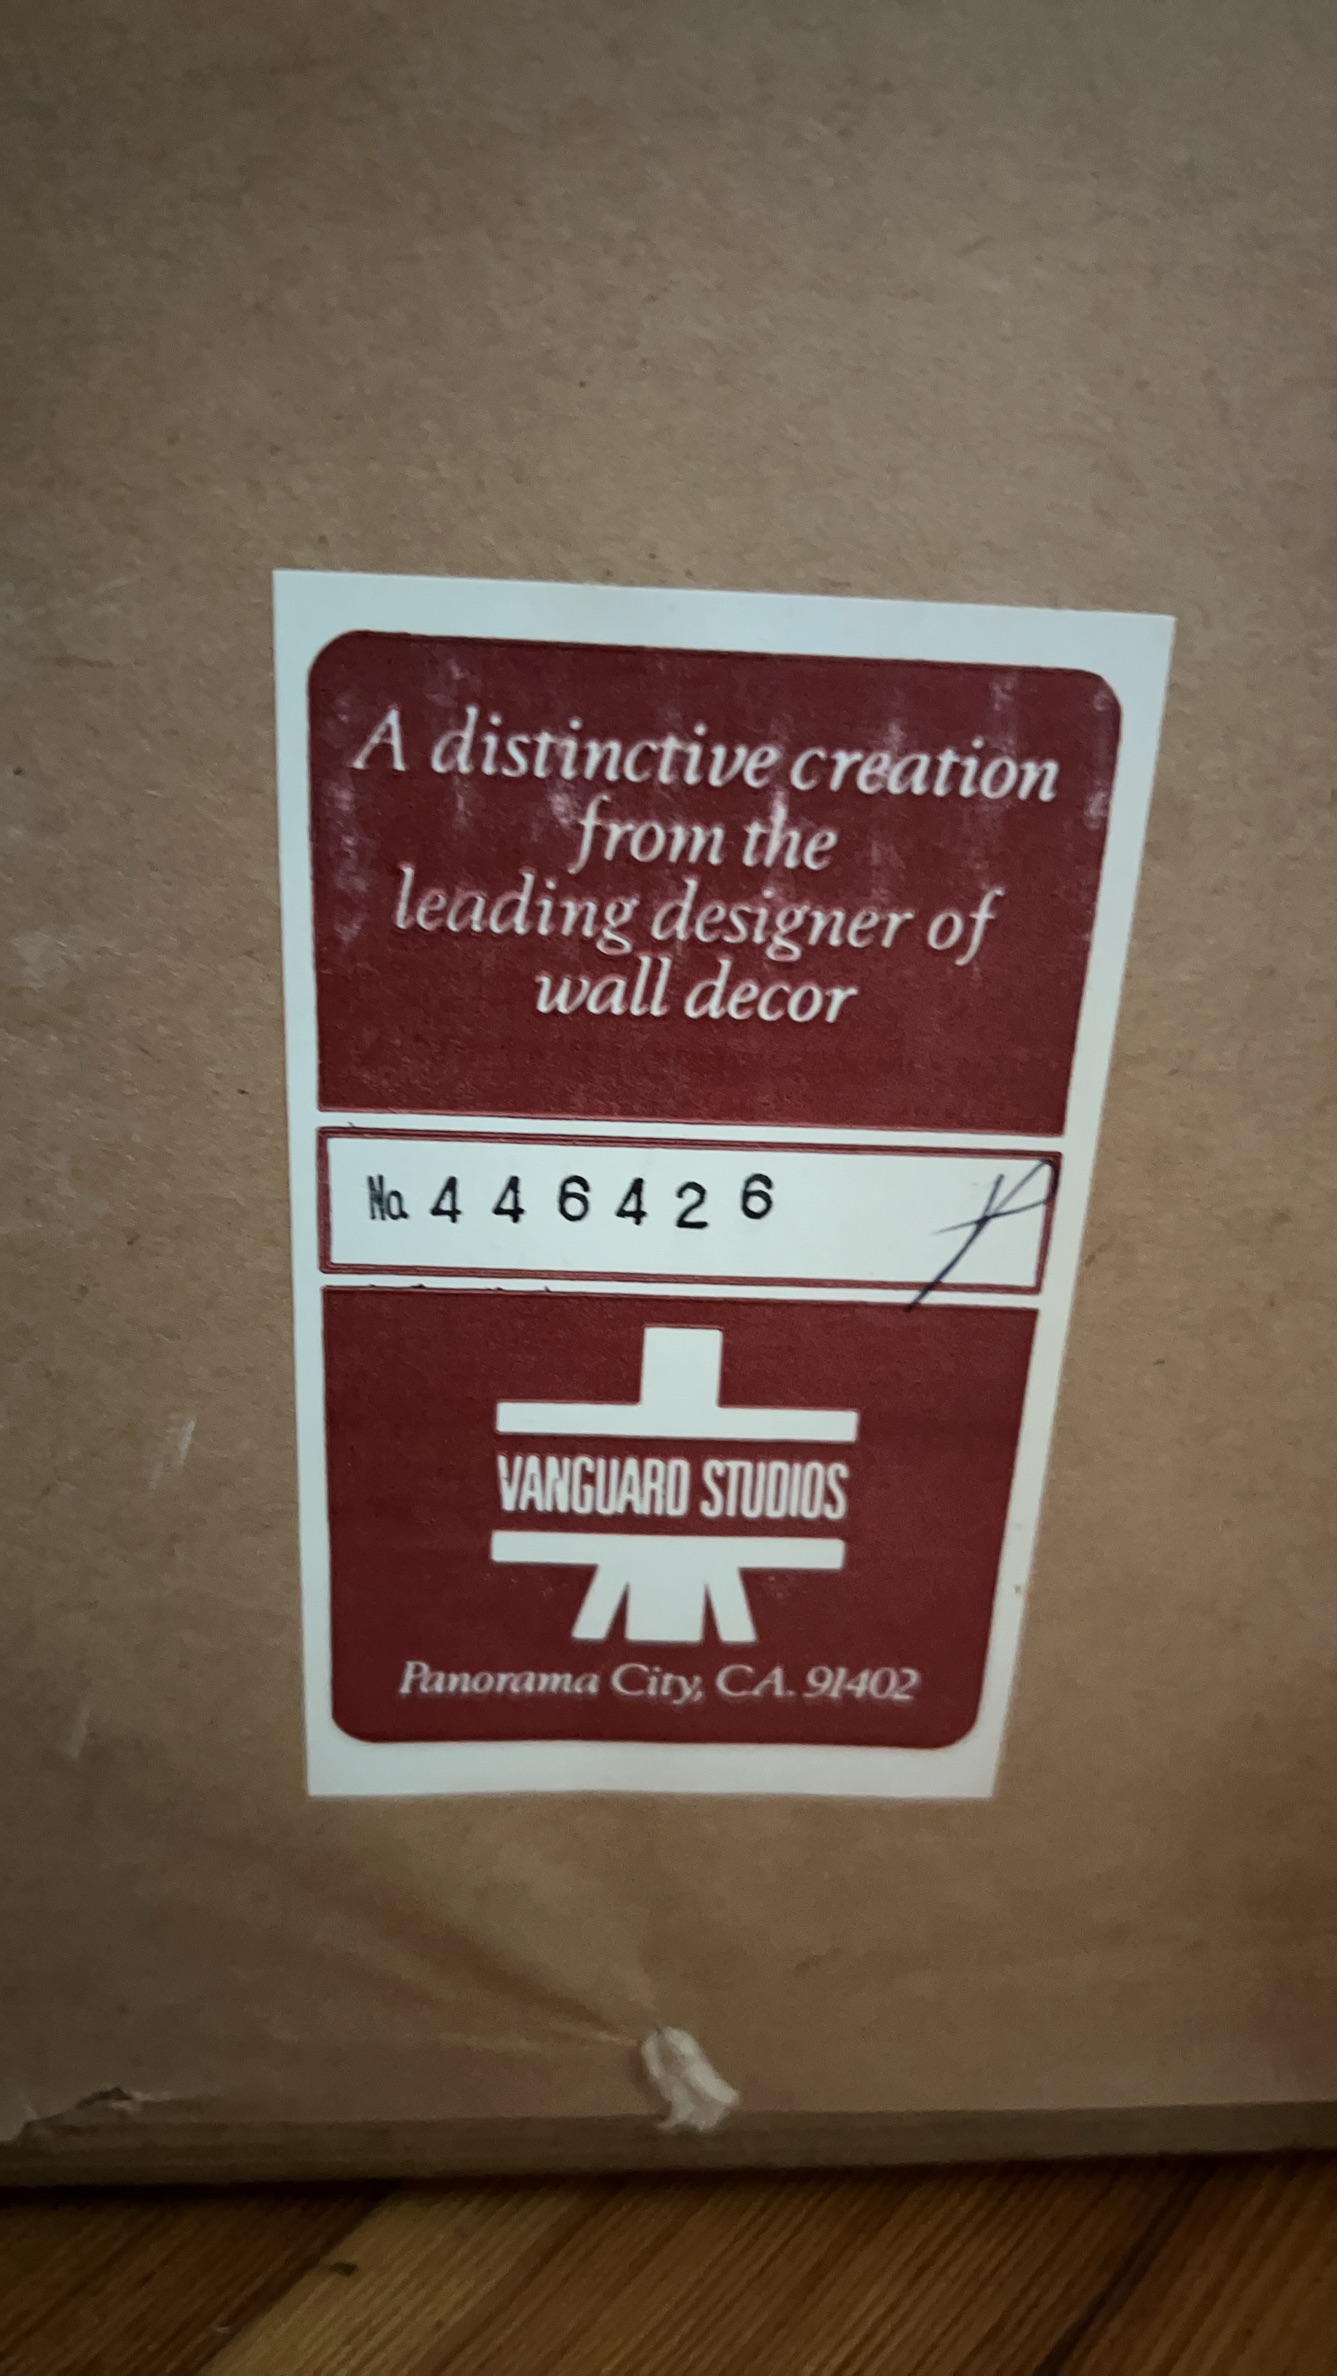 A distinctive creation
from the
leading designer of
wall decor
No. 446426
VANGUARD STUDIOS
Panorama City, CA. 91402